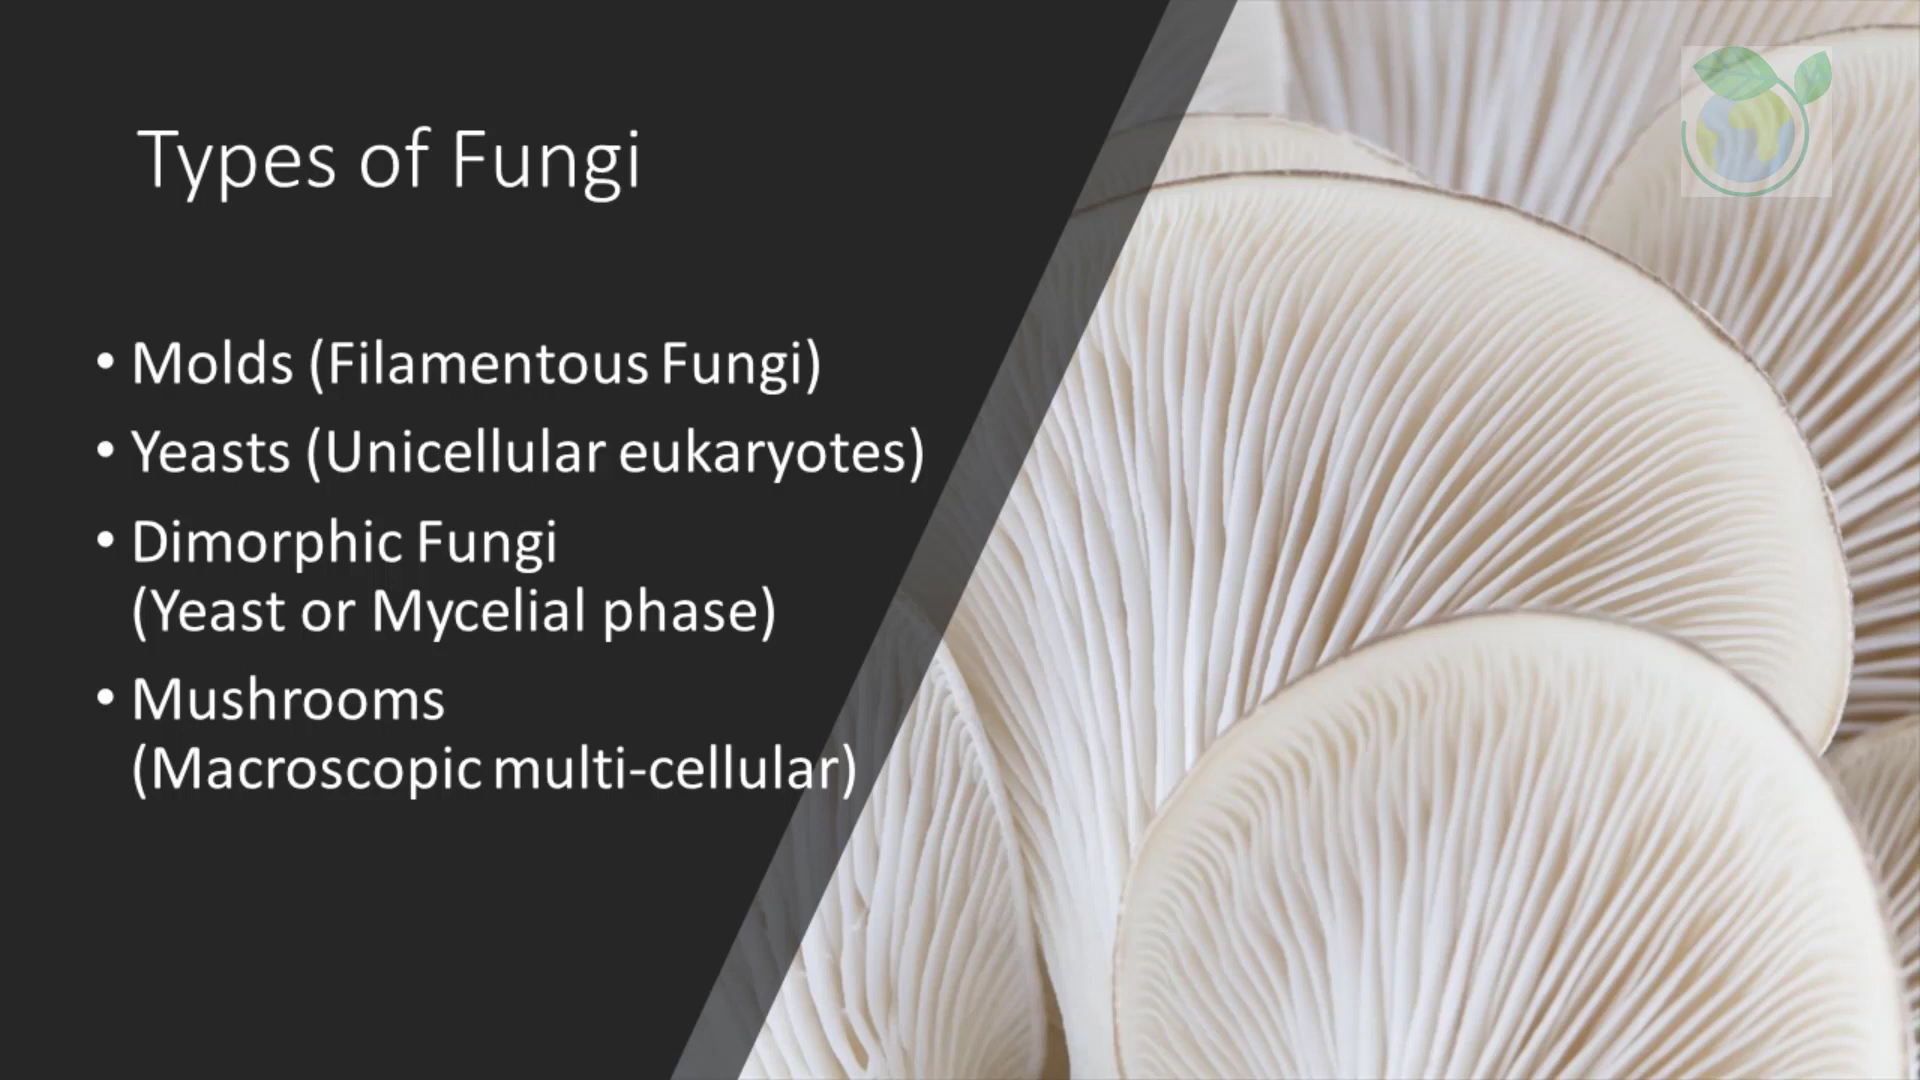 Types of Fungi
• Molds (Filamentous Fungi)
• Yeasts (Unicellular eukaryotes)
• Dimorphic Fungi
(Yeast or Mycelial phase)
• Mushrooms
(Macroscopic multi-cellular)